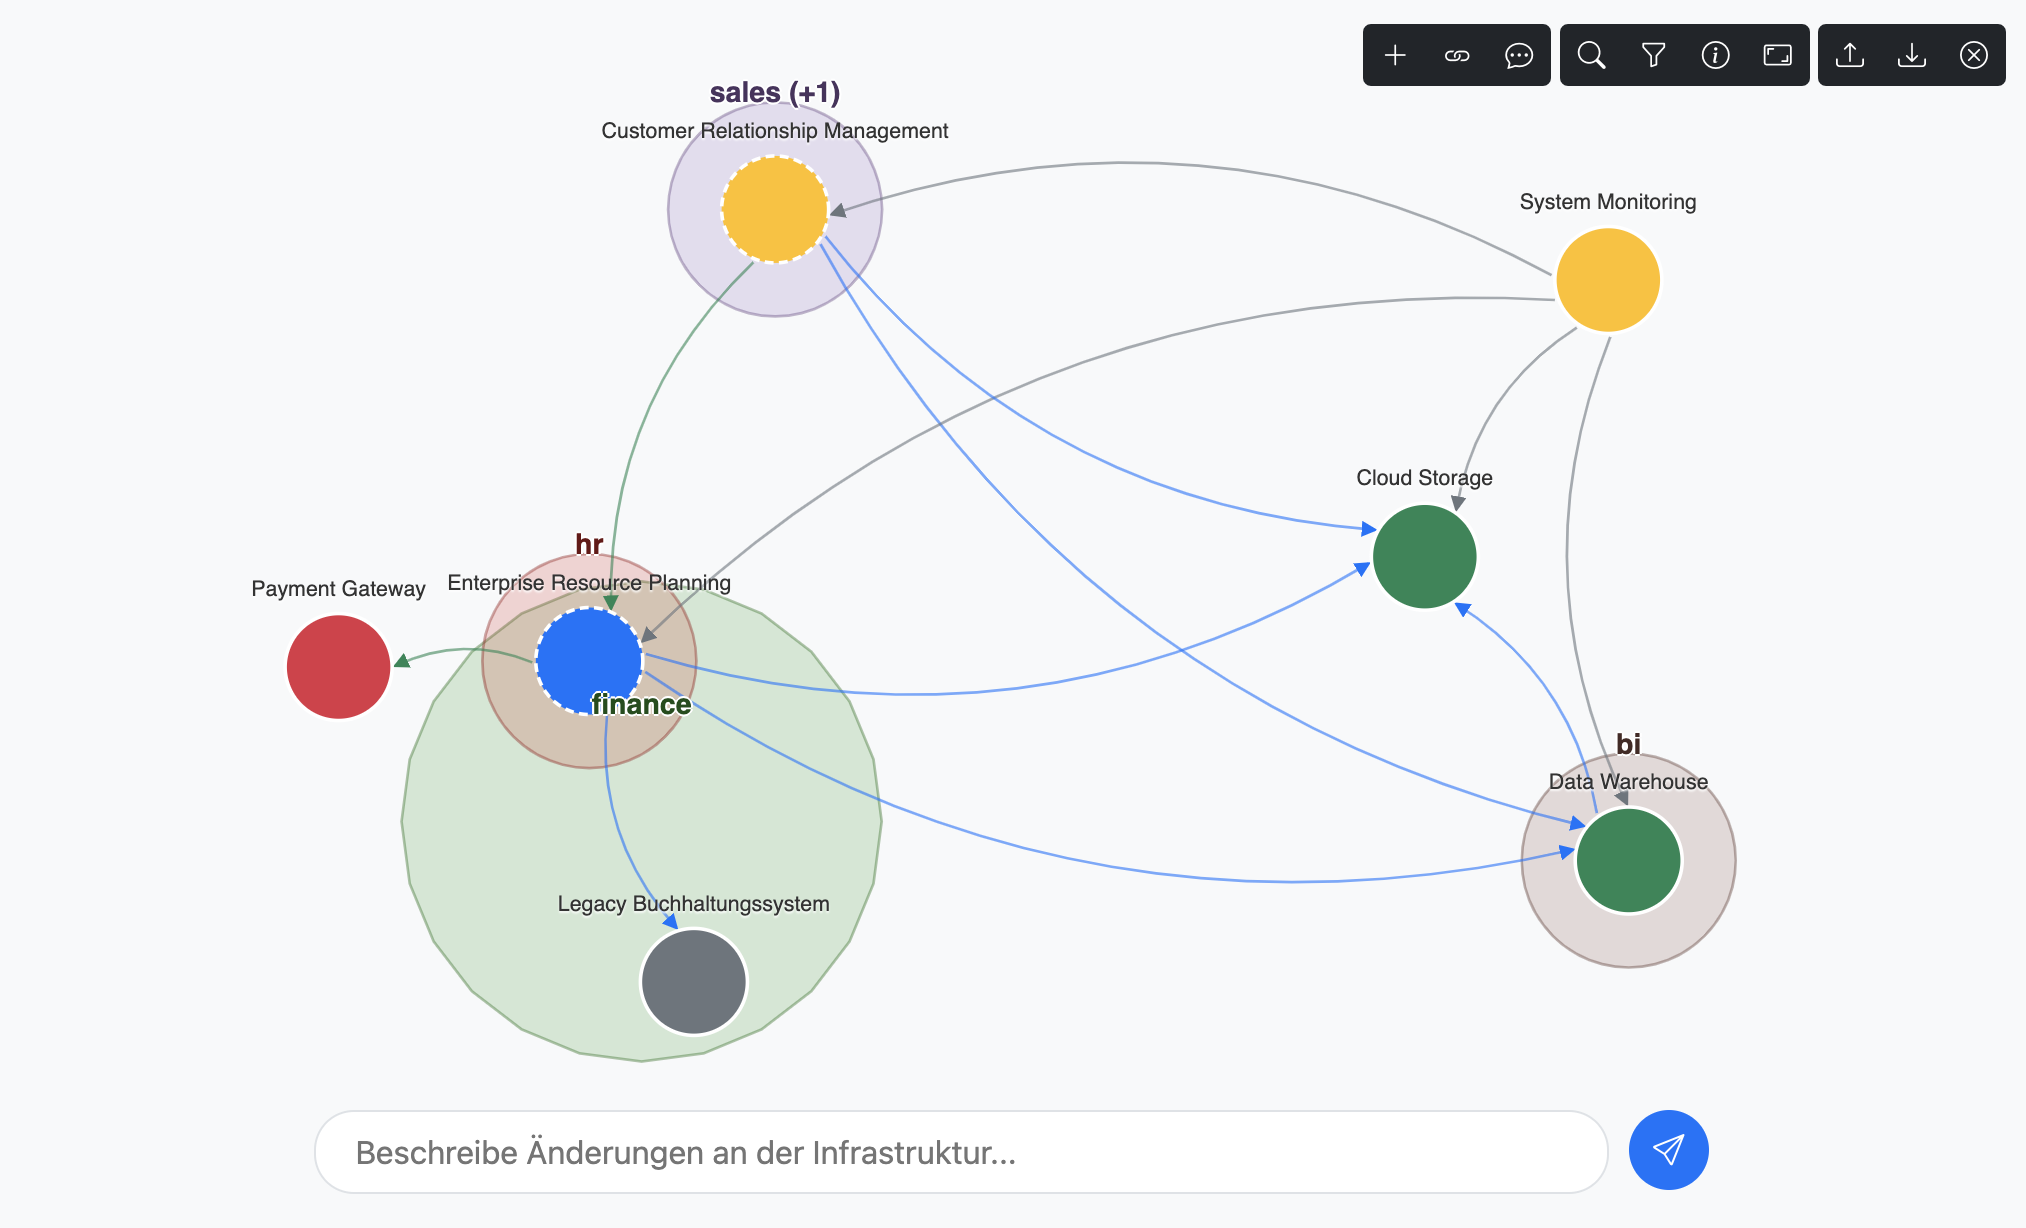 sales (+1)
Customer Relationship Management
System Monitoring
Cloud Storage
hr
Enterprise Resource Planning
Payment Gateway
finance
bi
Data Warehouse
Legacy Buchhaltungssystem
Beschreibe Änderungen an der Infrastruktur...